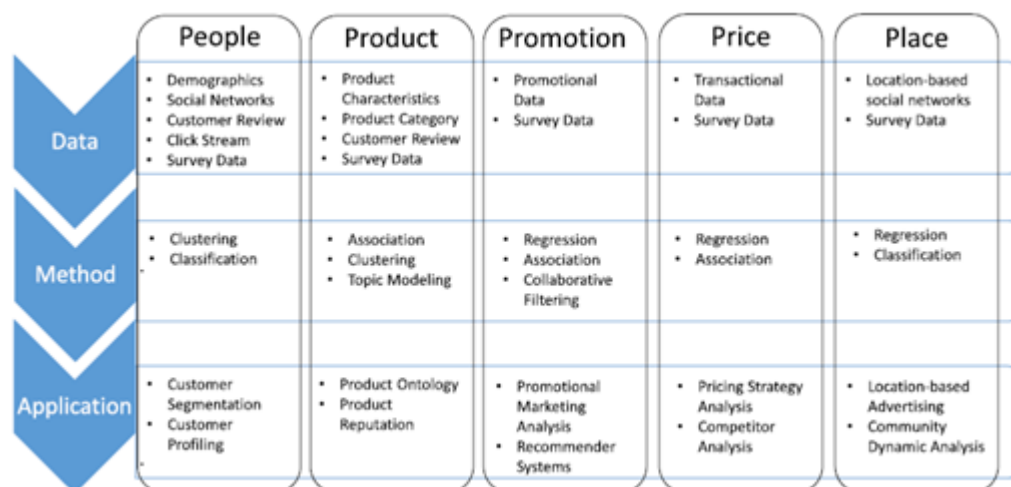 People
Product
Promotion
Price
Place
Data
• Demographics
• Social Networks
• Customer Review
• Click Stream
• Survey Data
• Product
Characteristics
• Product Category
• Customer Review
• Survey Data
• Promotional
Data
• Survey Data
• Transactional
Data
• Survey Data
• Location-based
social networks
• Survey Data
Method
• Clustering
• Classification
• Association
• Clustering
• Topic Modeling
• Regression
• Association
• Collaborative
Filtering
• Regression
• Association
• Regression
• Classification
Application
• Customer
Segmentation
• Customer
Profiling
• Product Ontology
• Product
Reputation
• Promotional
Marketing
Analysis
• Recommender
Systems
• Pricing Strategy
Analysis
• Competitor
Analysis
• Location-based
Advertising
• Community
Dynamic Analysis